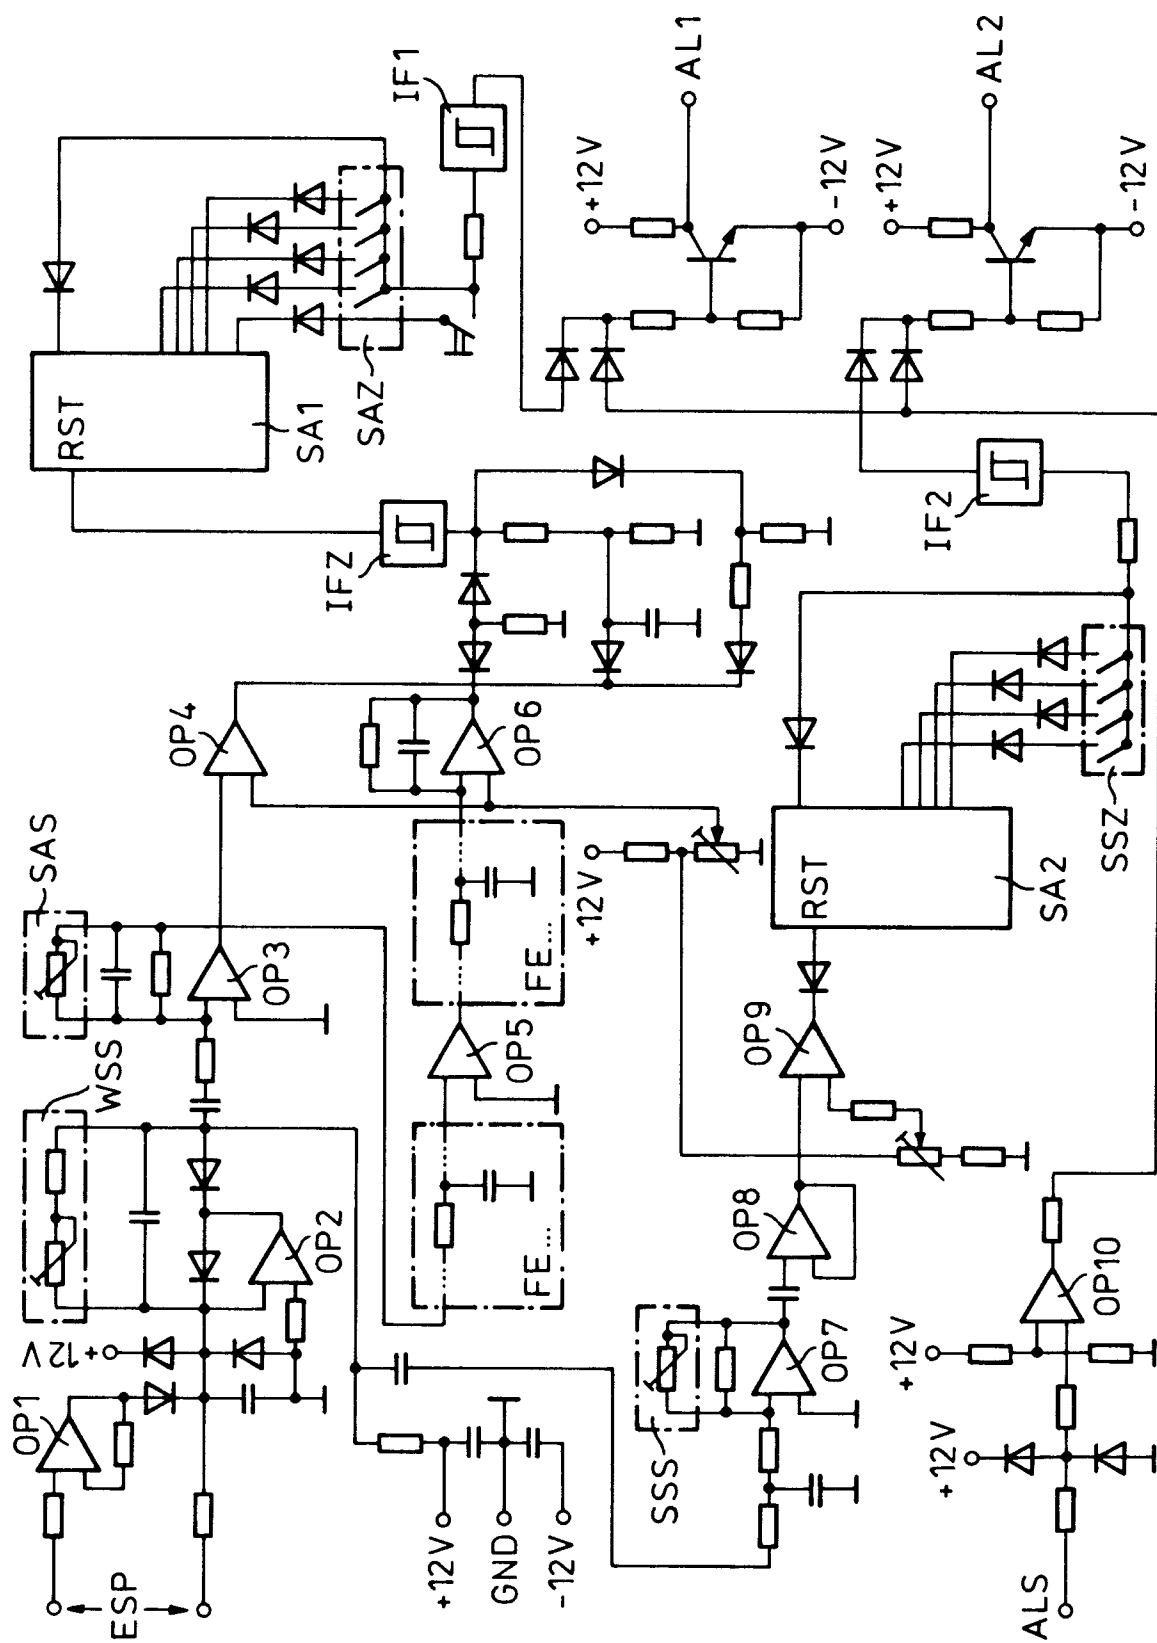 ESP
OP1
+12V
WSS
OP2
SAS
OP3
OP4
RST
SA1
SAZ
IF1
IFZ
FE...
OP5
FE...
OP6
+12V
GND
-12V
+12V
+12V
AL1
-12V
SSS
OP7
OP8
OP9
RST
SA2
SSZ
IF2
+12V
AL2
-12V
ALS
+12V
+12V
OP10